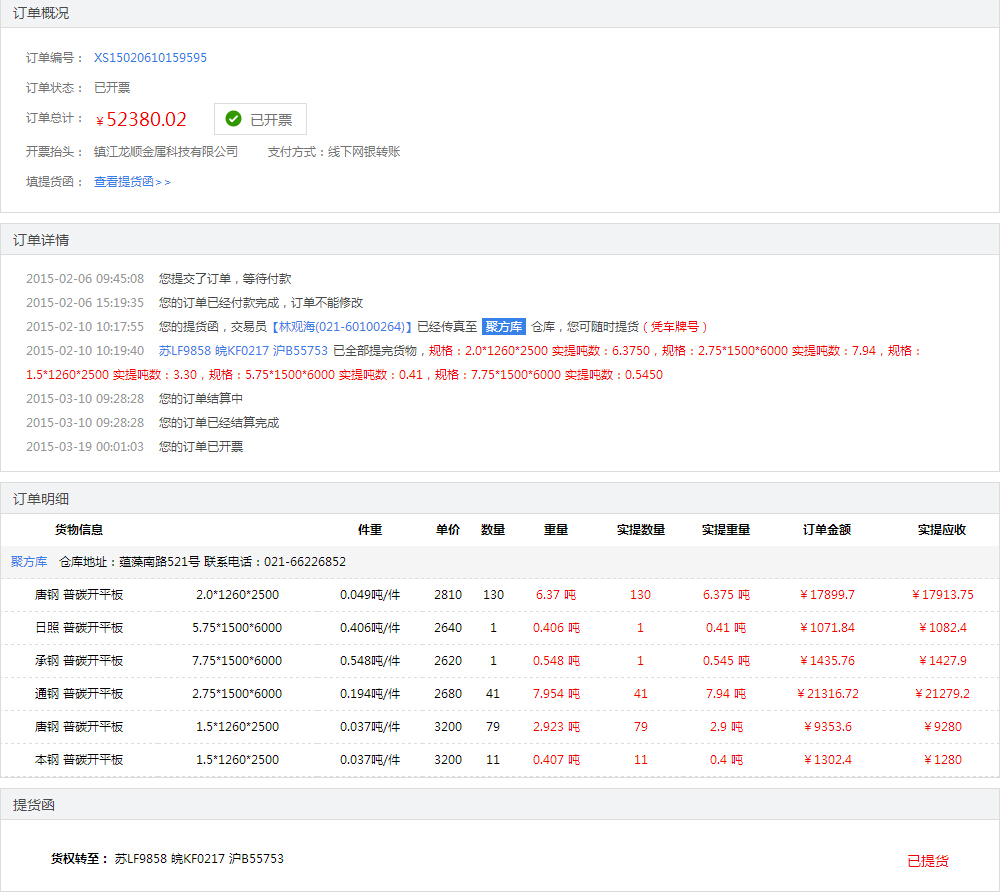 订单概况
订单编号： XS15020610159595
订单状态： 已开票
订单总计： ￥52380.02 已开票
开票抬头： 镇江龙顺金属科技有限公司 支付方式：线下网银转账
填提货函： 查看提货函>>
订单详情
2015-02-06 09:45:08 您提交了订单，等待付款
2015-02-06 15:19:35 您的订单已经付款完成，订单不能修改
2015-02-10 10:17:55 您的提货函，交易员【林观海(021-60100264)】已经传真至 聚方库 仓库，您可随时提货（凭车牌号）
2015-02-10 10:19:40 苏LF9858 皖KF0217 沪B55753 已全部提完货物，规格：2.0*1260*2500 实提吨数：6.3750，规格：2.75*1500*6000 实提吨数：7.94，规格：
1.5*1260*2500 实提吨数：3.30，规格：5.75*1500*6000 实提吨数：0.41，规格：7.75*1500*6000 实提吨数：0.5450
2015-03-10 09:28:28 您的订单结算中
2015-03-10 09:28:28 您的订单已经结算完成
2015-03-19 00:01:03 您的订单已开票
订单明细
货物信息 件重 单价 数量 重量 实提数量 实提重量 订单金额 实提应收
聚方库 仓库地址：蕴藻南路521号 联系电话：021-66226852
唐钢 普碳开平板 2.0*1260*2500 0.049吨/件 2810 130 6.37 吨 130 6.375 吨 ￥17899.7 ￥17913.75
日照 普碳开平板 5.75*1500*6000 0.406吨/件 2640 1 0.406 吨 1 0.41 吨 ￥1071.84 ￥1082.4
承钢 普碳开平板 7.75*1500*6000 0.548吨/件 2620 1 0.548 吨 1 0.545 吨 ￥1435.76 ￥1427.9
通钢 普碳开平板 2.75*1500*6000 0.194吨/件 2680 41 7.954 吨 41 7.94 吨 ￥21316.72 ￥21279.2
唐钢 普碳开平板 1.5*1260*2500 0.037吨/件 3200 79 2.923 吨 79 2.9 吨 ￥9353.6 ￥9280
本钢 普碳开平板 1.5*1260*2500 0.037吨/件 3200 11 0.407 吨 11 0.4 吨 ￥1302.4 ￥1280
提货函
货权转至： 苏LF9858 皖KF0217 沪B55753 已提货